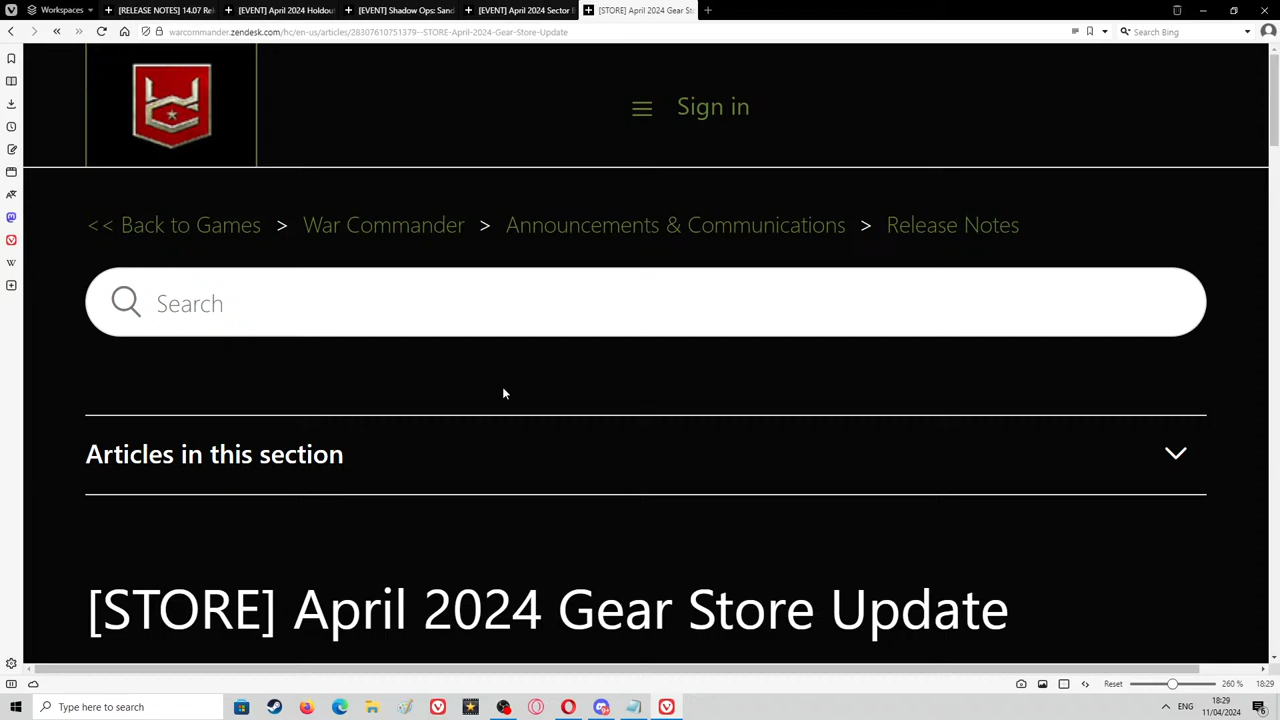 Workspaces
[RELEASE NOTES] 14.07 Re
[EVENT] April 2024 Holdou
[EVENT] Shadow Ops: San
[EVENT] April 2024 Sector
[STORE] April 2024 Gear St
warcommander.zendesk.com/hc/en-us/articles/28307610751379--STORE-April-2024-Gear-Store-Update
Search Bing
Sign in
<< Back to Games > War Commander > Announcements & Communications > Release Notes
Search
Articles in this section
[STORE] April 2024 Gear Store Update
Reset
260 %
18:29
Type here to search
ENG
18:29
11/04/2024